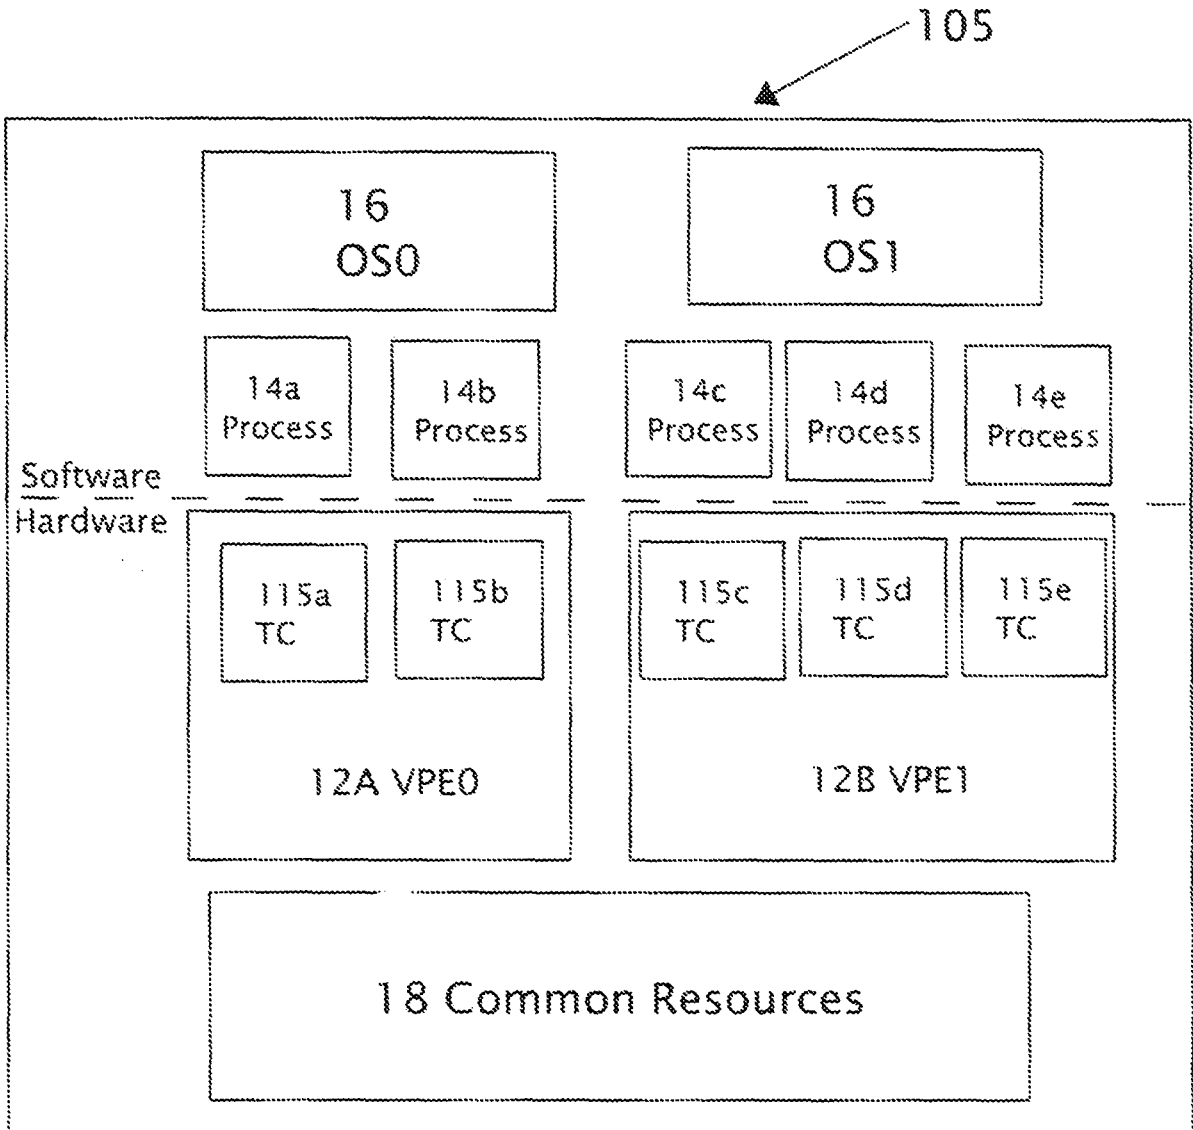 105
16
OS0
16
OS1
14a
Process
14b
Process
14c
Process
14d
Process
14e
Process
Software
Hardware
115a
TC
115b
TC
115c
TC
115d
TC
115e
TC
12A VPE0
12B VPE1
18 Common Resources